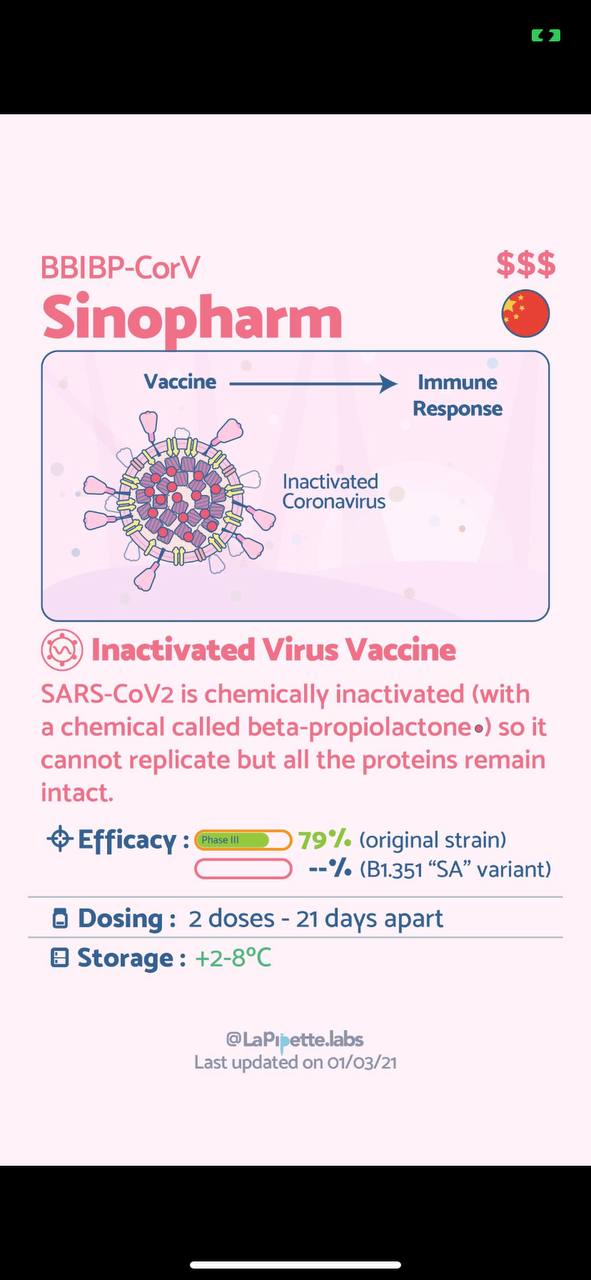 BBIBP-CorV
$$$
Sinopharm
Vaccine
Immune
Response
Inactivated
Coronavirus
Inactivated Virus Vaccine
SARS-CoV2 is chemically inactivated (with
a chemical called beta-propiolactone) so it
cannot replicate but all the proteins remain
intact.
Efficacy : Phase III 79% (original strain)
--% (B1.351 “SA” variant)
Dosing : 2 doses - 21 days apart
Storage : +2-8ºC
@LaPipette.labs
Last updated on 01/03/21